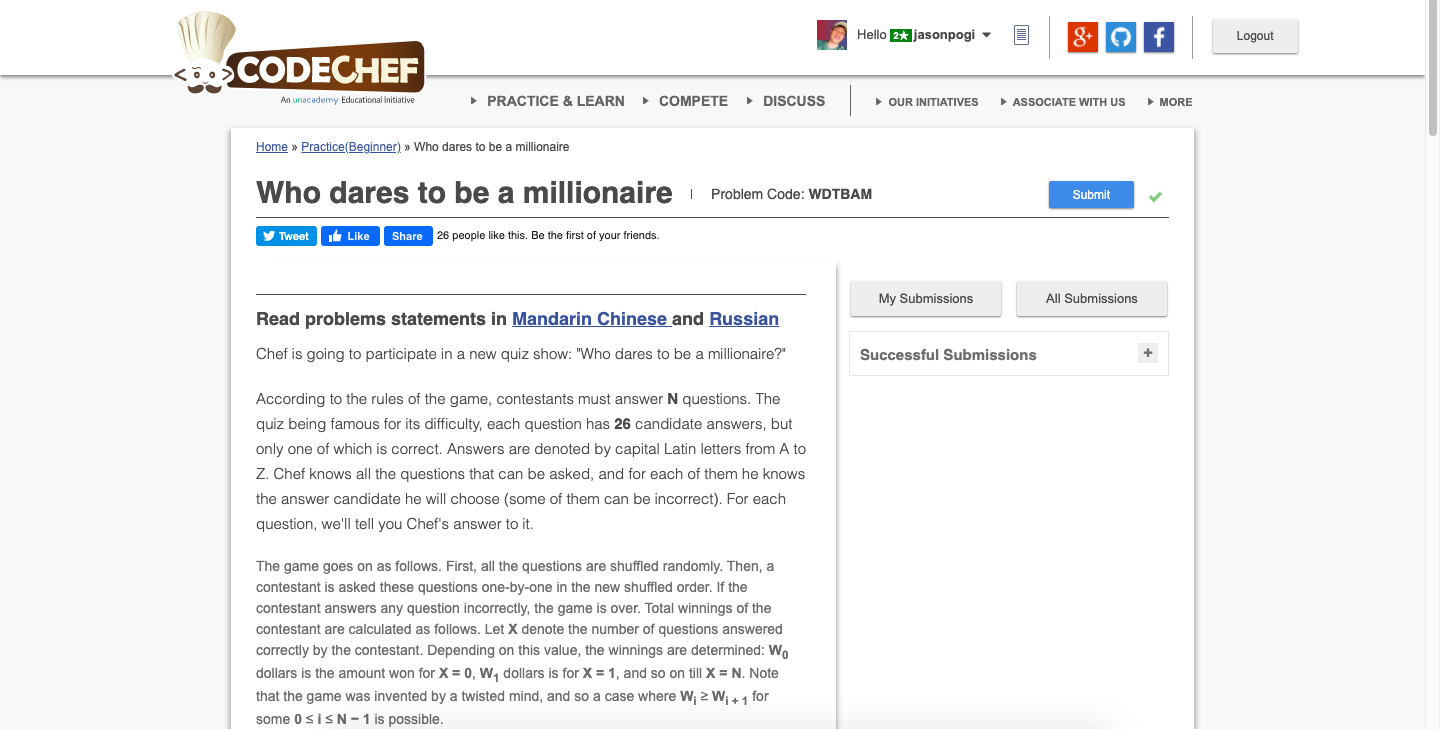 CODECHEF
An unacademy Educational Initiative
Hello 2★ jasonpogi
g+
f
Logout
PRACTICE & LEARN
COMPETE
DISCUSS
OUR INITIATIVES
ASSOCIATE WITH US
MORE
Home » Practice(Beginner) » Who dares to be a millionaire
Who dares to be a millionaire
Problem Code: WDTBAM
Submit
Tweet
Like
Share
26 people like this. Be the first of your friends.
Read problems statements in Mandarin Chinese and Russian
Chef is going to participate in a new quiz show: "Who dares to be a millionaire?"
According to the rules of the game, contestants must answer N questions. The
quiz being famous for its difficulty, each question has 26 candidate answers, but
only one of which is correct. Answers are denoted by capital Latin letters from A to
Z. Chef knows all the questions that can be asked, and for each of them he knows
the answer candidate he will choose (some of them can be incorrect). For each
question, we'll tell you Chef's answer to it.
The game goes on as follows. First, all the questions are shuffled randomly. Then, a
contestant is asked these questions one-by-one in the new shuffled order. If the
contestant answers any question incorrectly, the game is over. Total winnings of the
contestant are calculated as follows. Let X denote the number of questions answered
correctly by the contestant. Depending on this value, the winnings are determined: W0
dollars is the amount won for X = 0, W1 dollars is for X = 1, and so on till X = N. Note
that the game was invented by a twisted mind, and so a case where Wi ≥ Wi + 1 for
some 0 ≤ i ≤ N − 1 is possible.
My Submissions
All Submissions
Successful Submissions
+